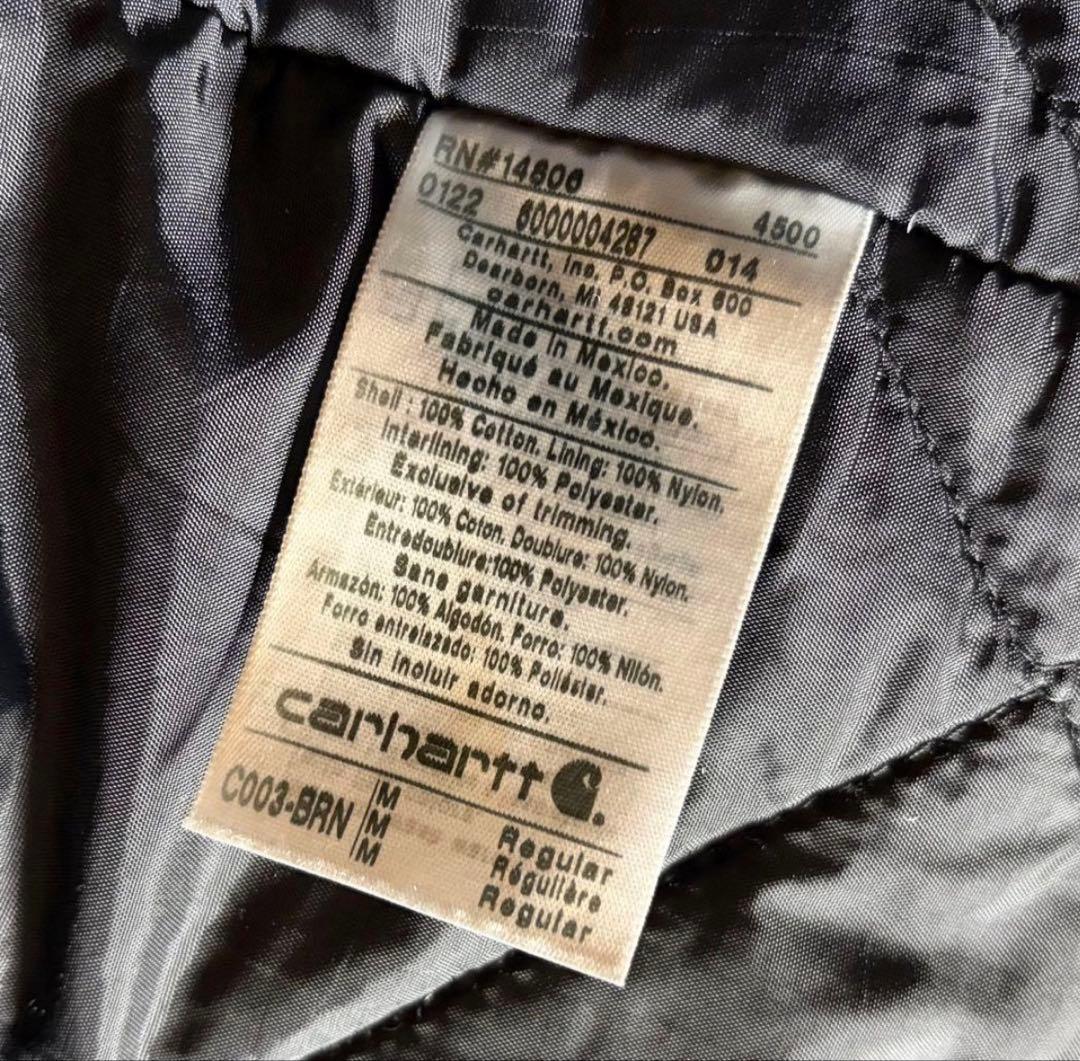 RN#14806
0122 6000004267 014 4500
Carhartt, Inc. P.O. Box 600
Dearborn, MI 48121 USA
carhartt.com
Made in Mexico.
Fabriqué au Mexique.
Hecho en México.
Shell : 100% Cotton. Lining: 100% Nylon.
Interlining: 100% Polyester.
Exclusive of trimming.
Extérieur: 100% Coton. Doublure: 100% Nylon.
Entredoublure:100% Polyester.
Sans garniture.
Armazón: 100% Algodón. Forro: 100% Nilón.
Forro entrelazado: 100% Poliéster.
Sin incluir adorno.
carhartt
C003-BRN
M Regular
M Régulière
M Regular